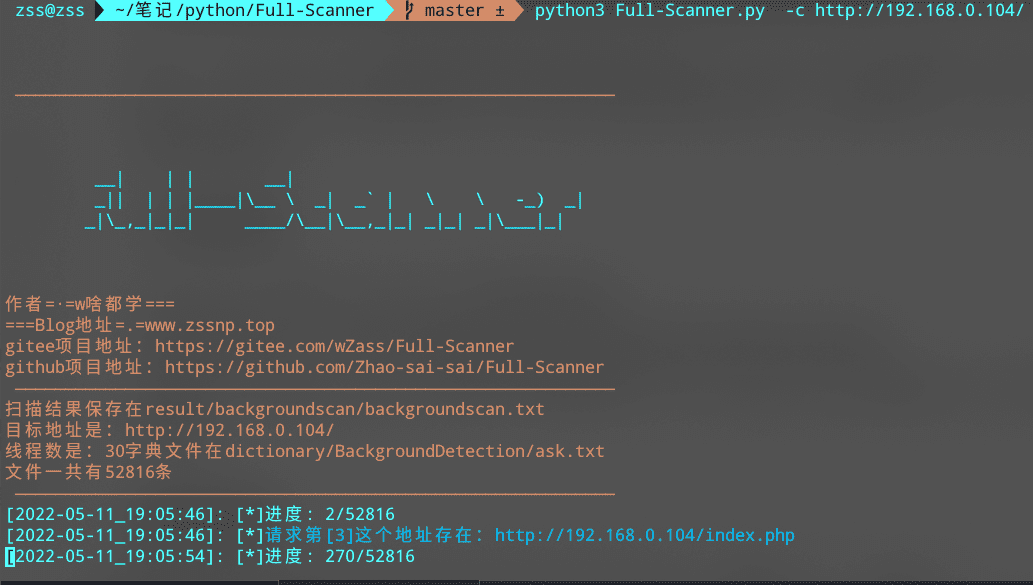 zss@zss ~/笔记/python/Full-Scanner master ± python3 Full-Scanner.py -c http://192.168.0.104/
Full-Scanner
作者=·=w啥都学===
===Blog地址=.=www.zssnp.top
gitee项目地址: https://gitee.com/wZass/Full-Scanner
github项目地址: https://github.com/Zhao-sai-sai/Full-Scanner
扫描结果保存在result/backgroundscan/backgroundscan.txt
目标地址是: http://192.168.0.104/
线程数是: 30字典文件在dictionary/BackgroundDetection/ask.txt
文件一共有52816条
[2022-05-11_19:05:46]: [*]进度: 2/52816
[2022-05-11_19:05:46]: [*]请求第[3]这个地址存在: http://192.168.0.104/index.php
[2022-05-11_19:05:54]: [*]进度: 270/52816